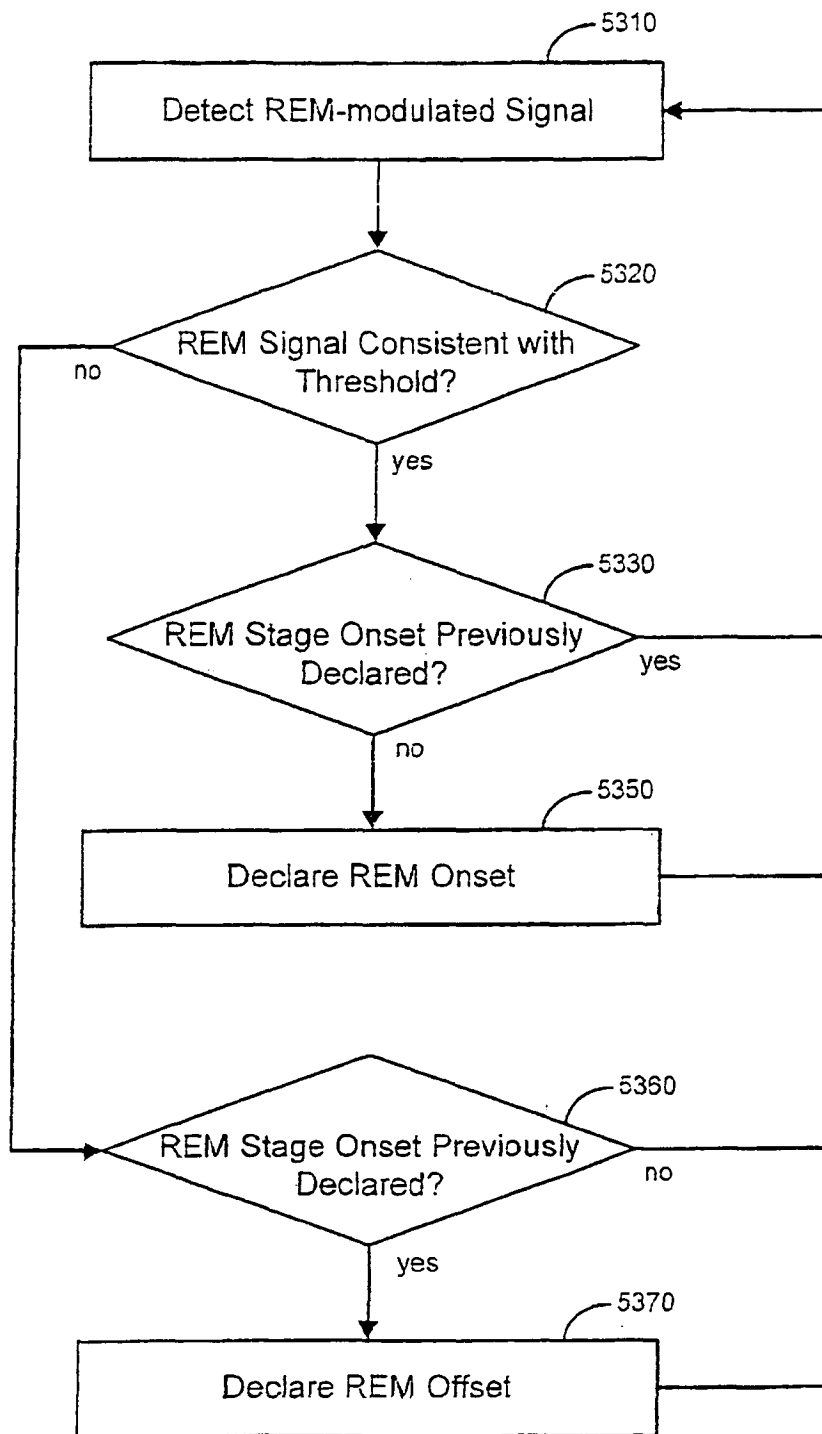 5310
Detect REM-modulated Signal
5320
REM Signal Consistent with
Threshold?
no
yes
5330
REM Stage Onset Previously
Declared?
yes
no
5350
Declare REM Onset
5360
REM Stage Onset Previously
Declared?
no
yes
5370
Declare REM Offset